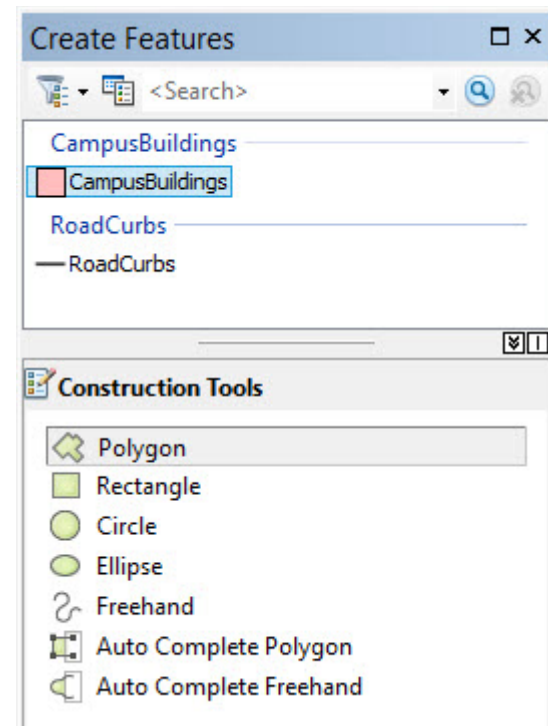 Create Features
<Search>
CampusBuildings
CampusBuildings
RoadCurbs
RoadCurbs
Construction Tools
Polygon
Rectangle
Circle
Ellipse
Freehand
Auto Complete Polygon
Auto Complete Freehand